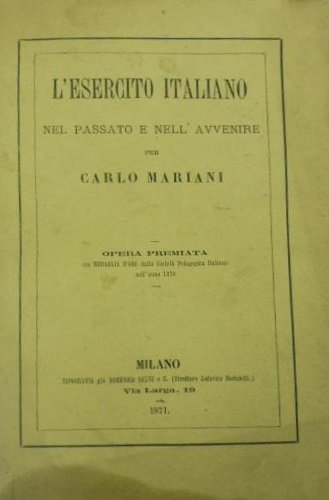 L'ESERCITO ITALIANO
NEL PASSATO E NELL'AVVENIRE
PER
CARLO MARIANI
OPERA PREMIATA
con MEDAGLIA D'ORO dalla Società Pedagogica Italiana
nell'anno 1870
MILANO
TIPOGRAFIA già DOMENICO SALVI e C. (Direttore Lodovico Bortolotti.)
Via Larga, 19
1871.